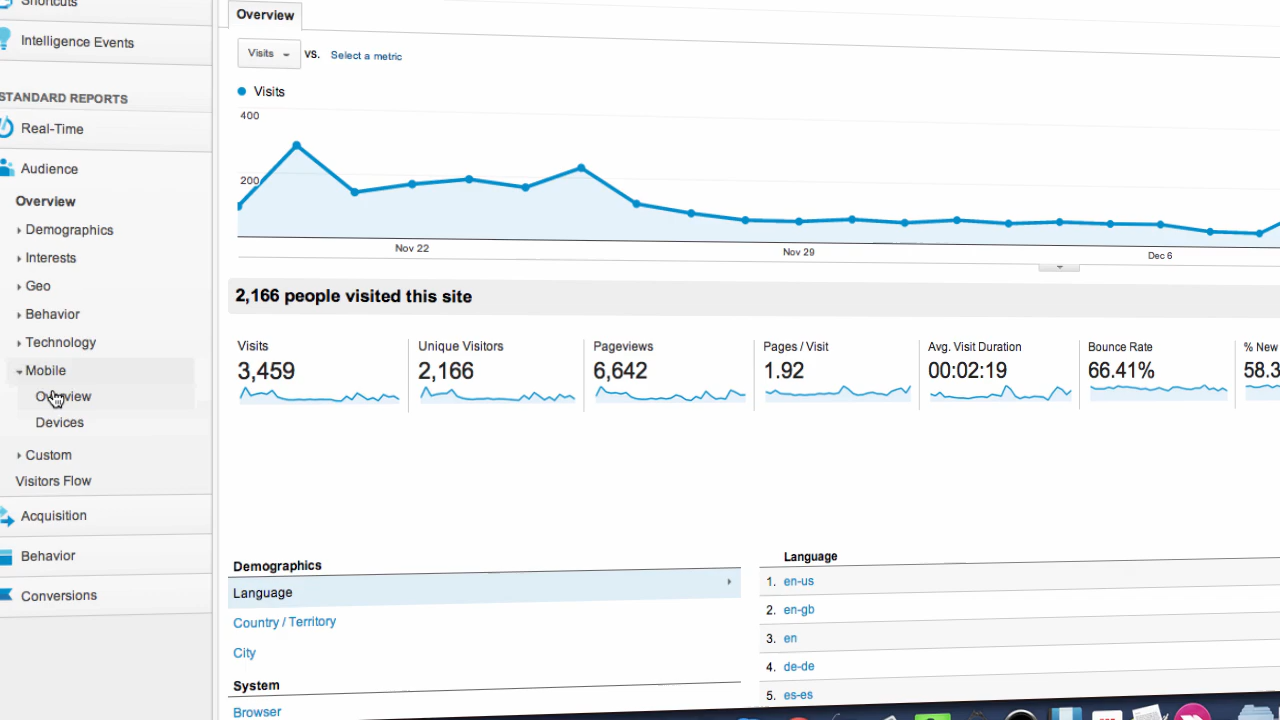 Shortcuts
Intelligence Events
STANDARD REPORTS
Real-Time
Audience
Overview
Demographics
Interests
Geo
Behavior
Technology
Mobile
Overview
Devices
Custom
Visitors Flow
Acquisition
Behavior
Conversions
Overview
Visits vs. Select a metric
Visits
400
200
Nov 22 Nov 29 Dec 6
2,166 people visited this site
Visits Unique Visitors Pageviews Pages / Visit Avg. Visit Duration Bounce Rate % New
3,459 2,166 6,642 1.92 00:02:19 66.41% 58.3
Demographics
Language
Country / Territory
City
System
Browser
Language
1. en-us
2. en-gb
3. en
4. de-de
5. es-es